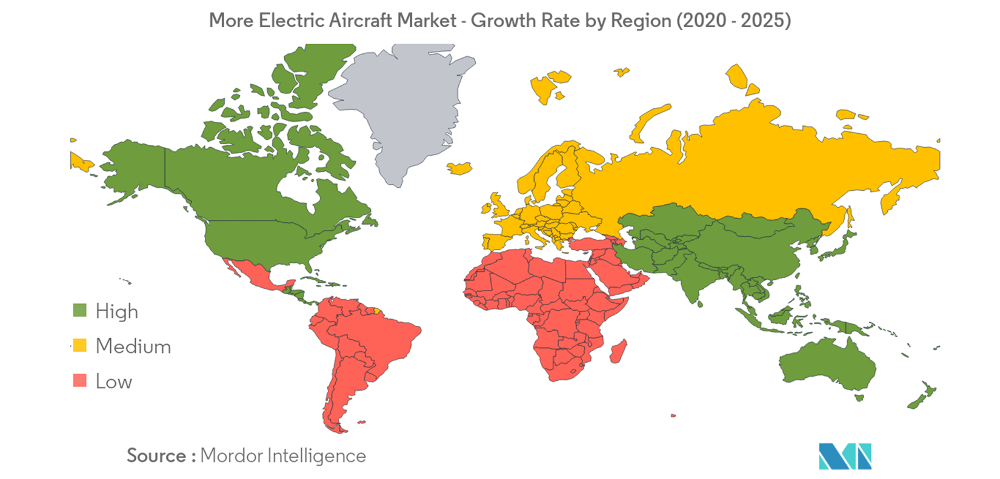 More Electric Aircraft Market - Growth Rate by Region (2020 - 2025)
High
Medium
Low
Source : Mordor Intelligence